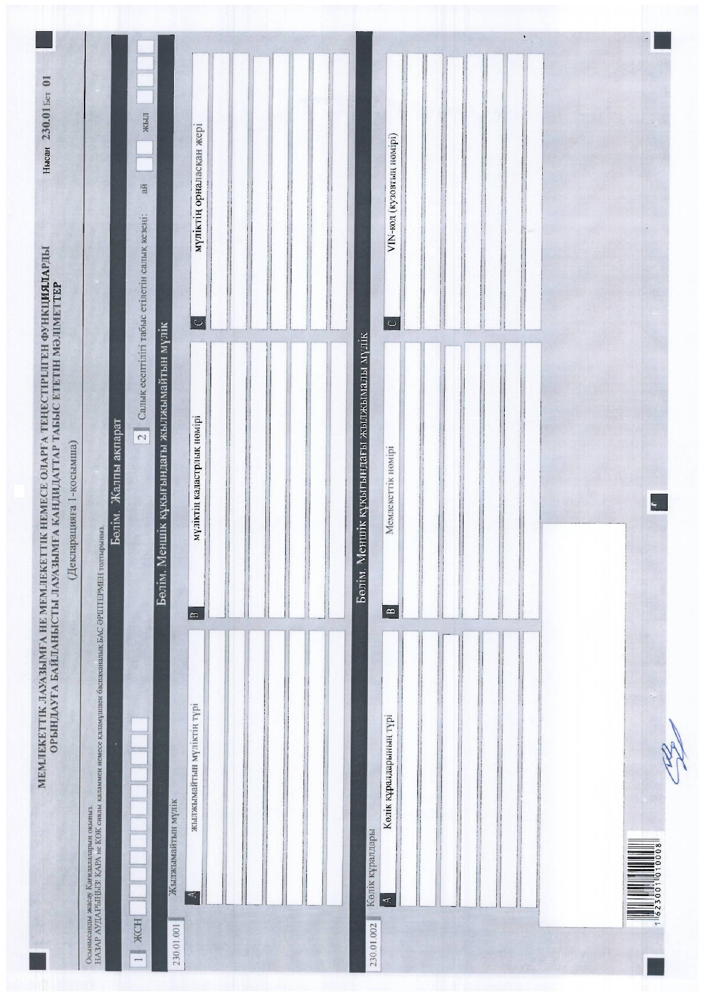 МЕМЛЕКЕТТІК ЛАУАЗЫМҒА НЕ МЕМЛЕКЕТТІК НЕМЕСЕ ОЛАРҒА ТЕҢЕСТІРІЛГЕН ФУНКЦИЯЛАРДЫ
ОРЫНДАУҒА БАЙЛАНЫСТЫ ЛАУАЗЫМҒА КАНДИДАТТАР ТАБЫС ЕТЕТІН МӘЛІМЕТТЕР
Нысан 230.01 Бет 01
(Декларацияға 1-қосымша)
Осы нысанды жасау Қағидалаларын оқыңыз.
НАЗАР АУДАРЫҢЫЗ! ҚАРА не КӨК сиялы қаламмен немесе қаламұшпен баспаханалық БАС ӘРІПТЕРМЕН толтырыңыз.
Бөлім. Жалпы ақпарат
1 ЖСН
2 Салық есептілігі табыс етілетін салық кезеңі: ай жыл
Бөлім. Меншік құқығындағы жылжымайтын мүлік
230.01.001 Жылжымайтын мүлік
A жылжымайтын мүліктің түрі
B мүліктің кадастрлық нөмірі
C мүліктің орналасқан жері
Бөлім. Меншік құқығындағы жылжымалы мүлік
230.01.002 Көлік құралдары
A Көлік құралдарының түрі
B Мемлекеттік нөмірі
C VIN-код (кузовтың нөмірі)
1623001010008